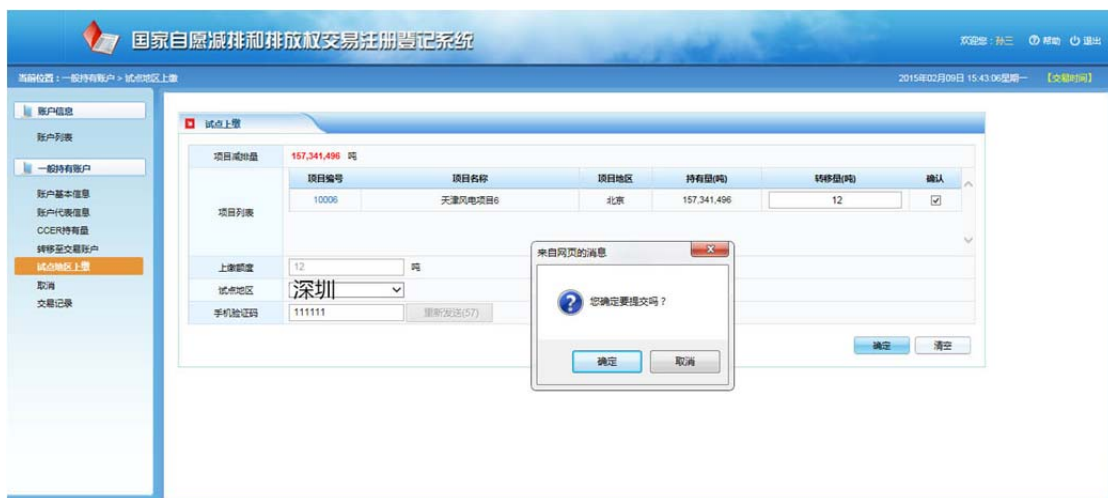 国家自愿减排和排放权交易注册登记系统
欢迎您：孙三 帮助 退出
当前位置：一般持有账户 > 试点地区上缴
2015年02月09日 15:43:06星期一 【交易时间】
账户信息
账户列表
一般持有账户
账户基本信息
账户代表信息
CCER持有量
转移至交易账户
试点地区上缴
取消
交易记录
试点上缴
项目减排量 157,341,496 吨
项目列表
项目编号 项目名称 项目地区 持有量(吨) 转移量(吨) 确认
10006 天津风电项目6 北京 157,341,496 12
上缴额度 12 吨
试点地区 深圳
手机验证码 111111 重新发送(57)
确定 清空
来自网页的消息
您确定要提交吗？
确定 取消